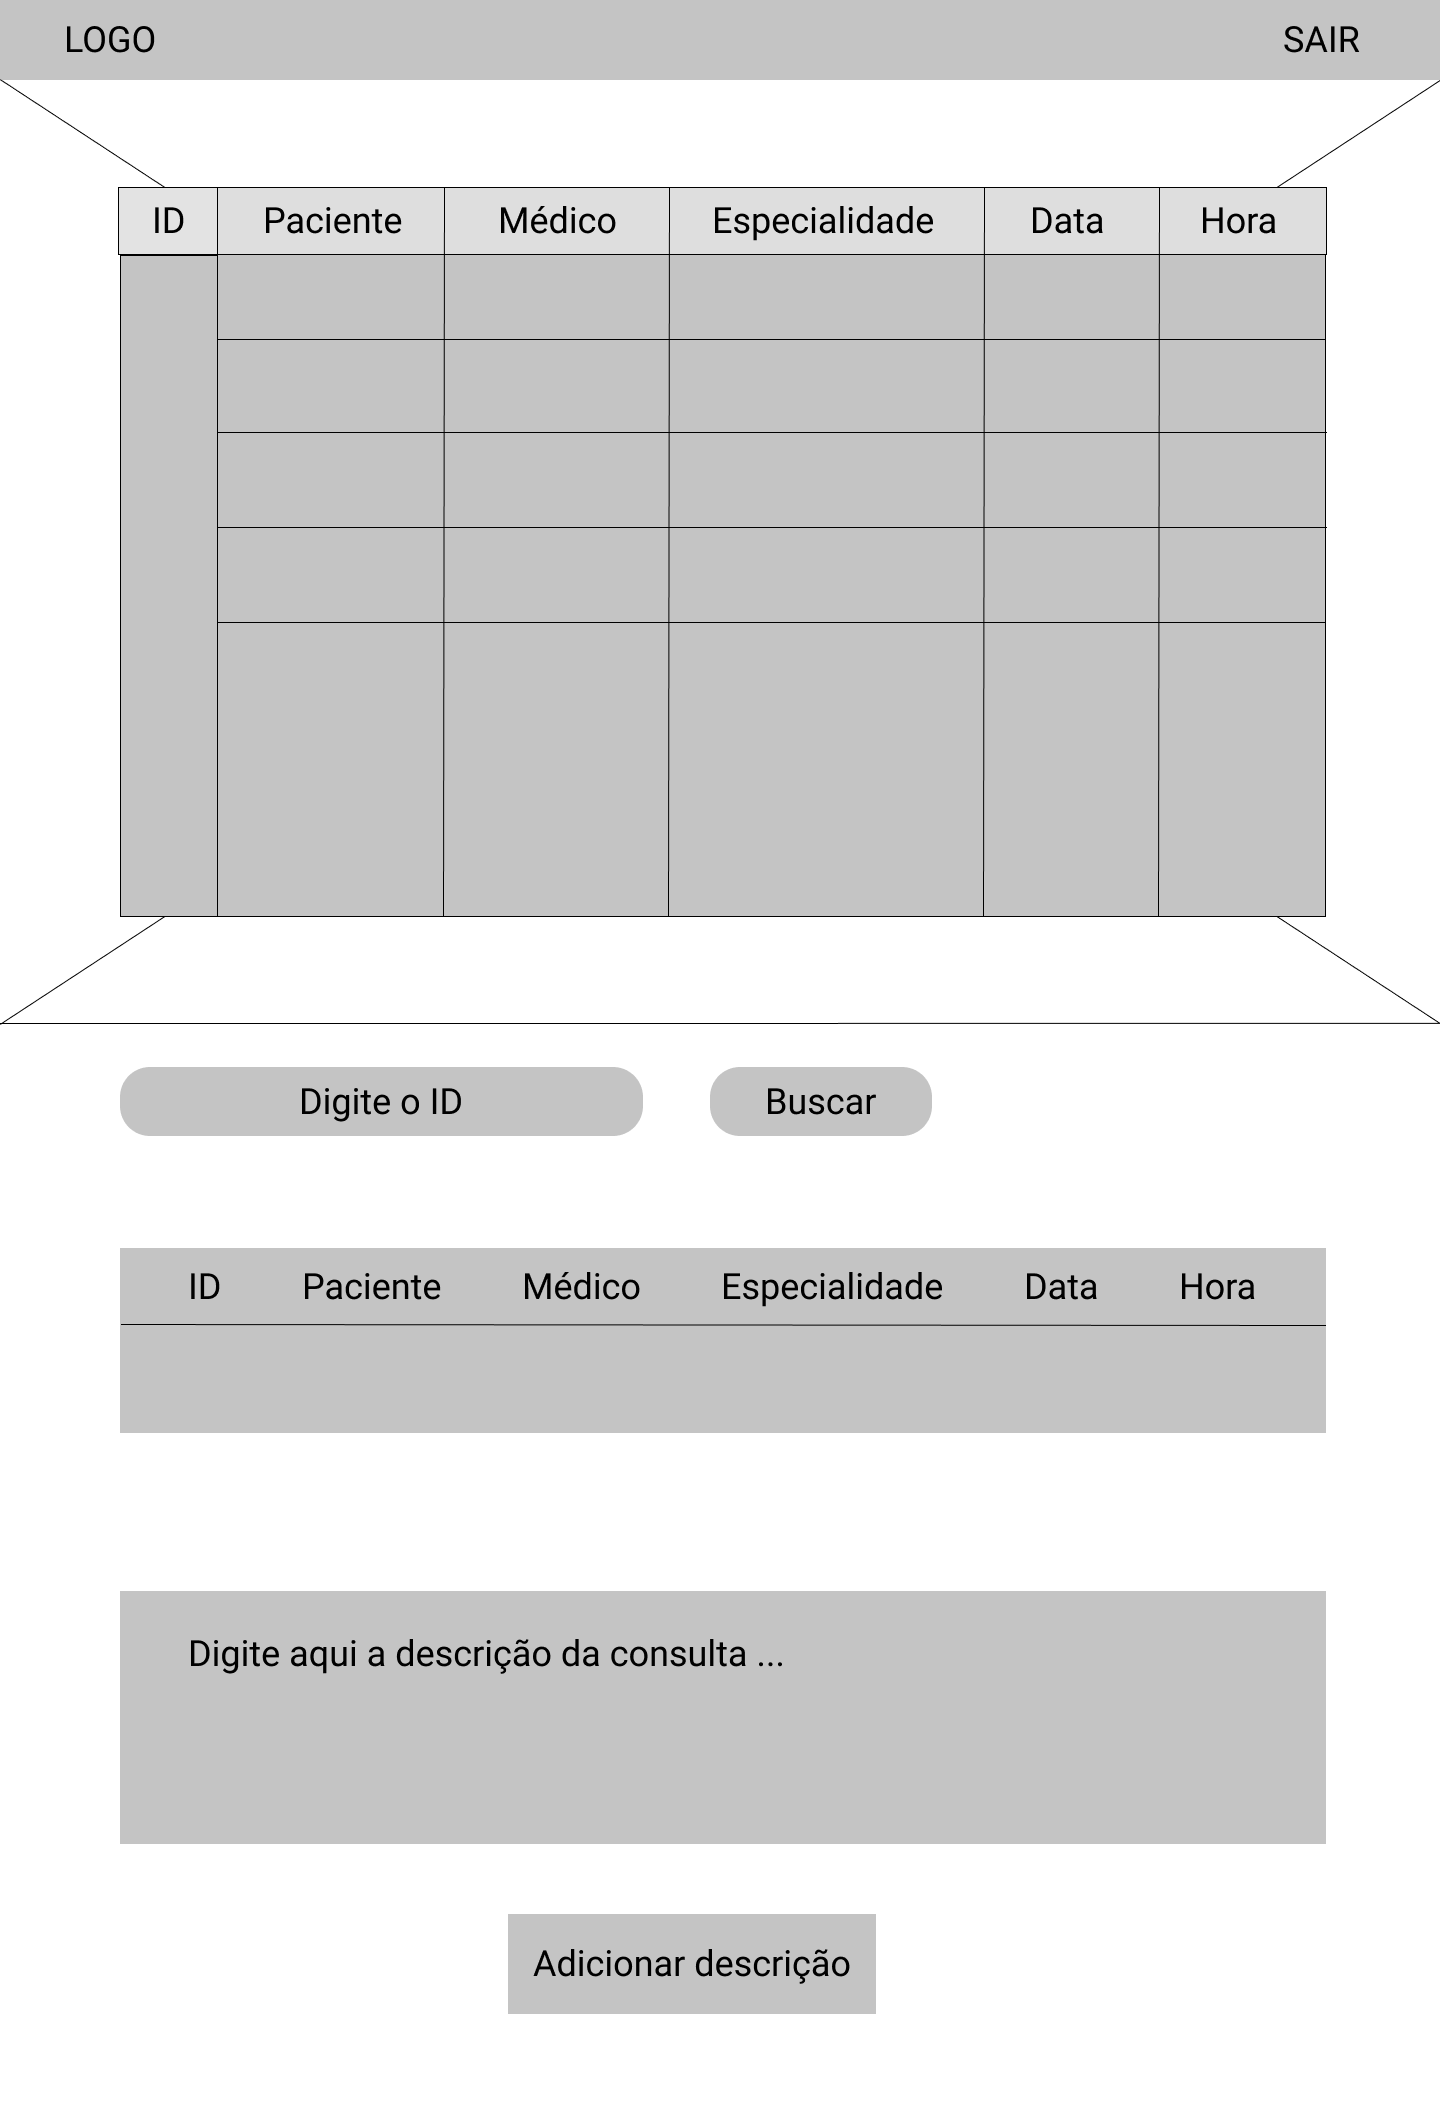 LOGO SAIR
ID Paciente Médico Especialidade Data Hora
Digite o ID Buscar
ID Paciente Médico Especialidade Data Hora
Digite aqui a descrição da consulta ...
Adicionar descrição